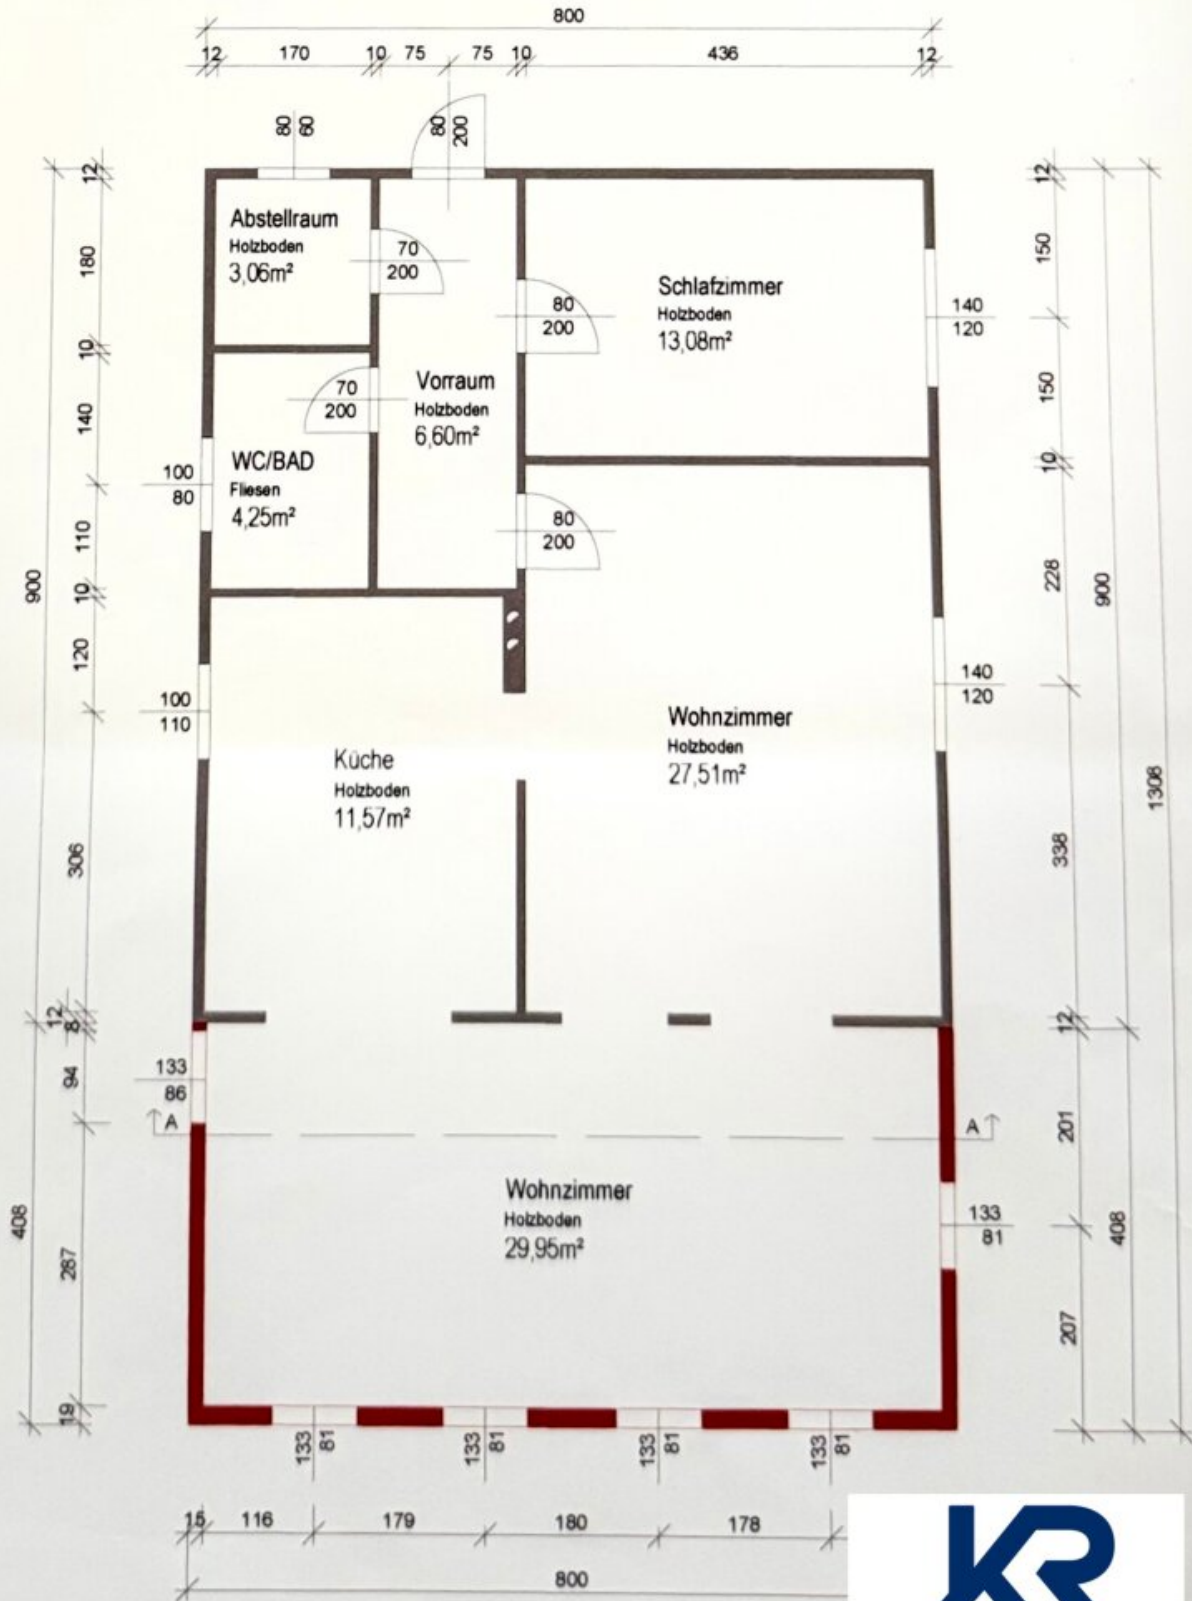 800
12 170 10 75 75 10 436 12
80
60
80
200
12
180
10
140
110
10
120
306
12
8
94
287
19
900
408
Abstellraum
Holzboden
3,06m²
70
200
Schlafzimmer
Holzboden
13,08m²
80
200
140
120
Vorraum
Holzboden
6,60m²
70
200
WC/BAD
Fliesen
4,25m²
100
80
80
200
100
110
Küche
Holzboden
11,57m²
Wohnzimmer
Holzboden
27,51m²
140
120
12
150
150
10
228
338
12
201
207
900
408
1308
133
86
A
A
Wohnzimmer
Holzboden
29,95m²
133
81
133
81
133
81
133
81
133
81
15 116 179 180 178
800
KR